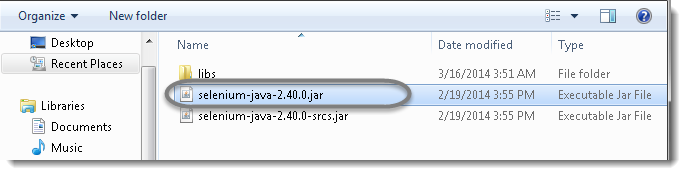 Organize New folder
Desktop
Recent Places
Libraries
Documents
Music
Name Date modified Type
libs 3/16/2014 3:51 AM File folder
selenium-java-2.40.0.jar 2/19/2014 3:55 PM Executable Jar File
selenium-java-2.40.0-srcs.jar 2/19/2014 3:55 PM Executable Jar File